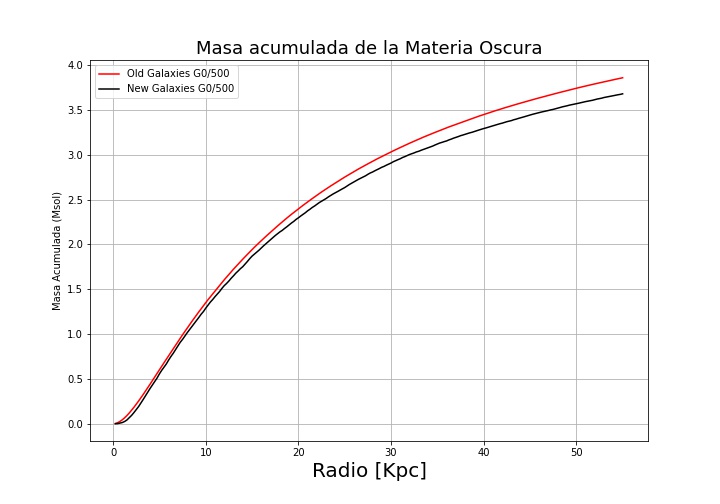 Masa acumulada de la Materia Oscura
Old Galaxies G0/500
New Galaxies G0/500
Masa Acumulada (Msol)
4.0
3.5
3.0
2.5
2.0
1.5
1.0
0.5
0.0
0 10 20 30 40 50
Radio [Kpc]